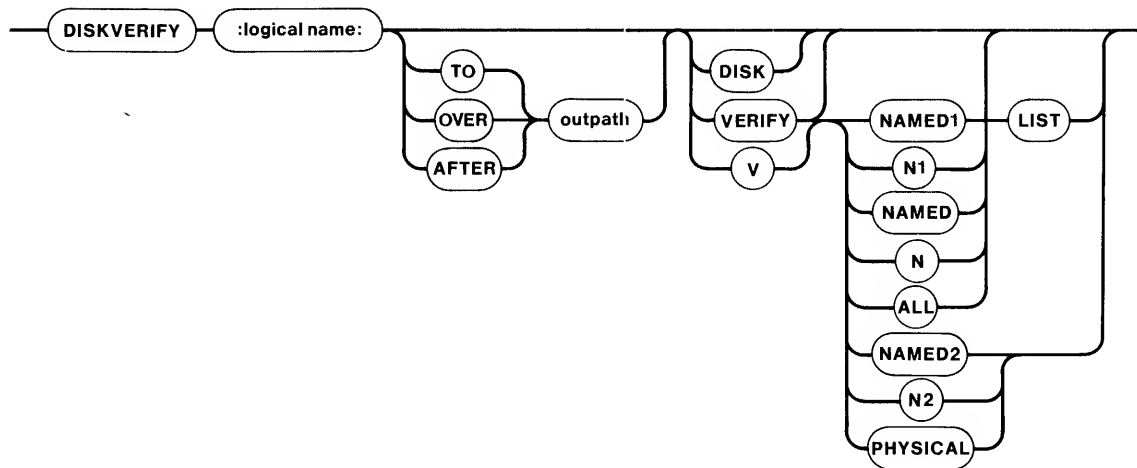 DISKVERIFY :logical name:
TO
OVER
AFTER
outpath
DISK
VERIFY
V
NAMED1
N1
NAMED
N
ALL
NAMED2
N2
PHYSICAL
LIST